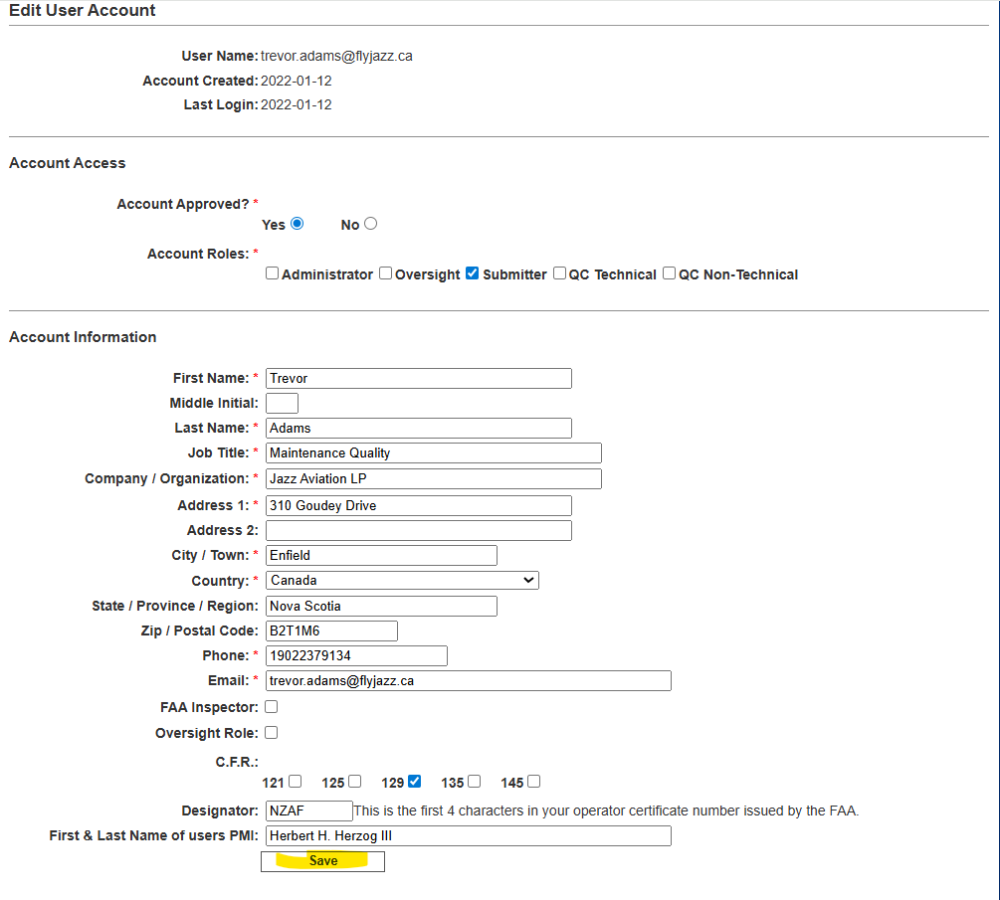 Edit User Account
User Name: trevor.adams@flyjazz.ca
Account Created: 2022-01-12
Last Login: 2022-01-12
Account Access
Account Approved? *
Yes No
Account Roles: *
Administrator Oversight Submitter QC Technical QC Non-Technical
Account Information
First Name: * Trevor
Middle Initial:
Last Name: * Adams
Job Title: * Maintenance Quality
Company / Organization: * Jazz Aviation LP
Address 1: * 310 Goudey Drive
Address 2:
City / Town: * Enfield
Country: * Canada
State / Province / Region: Nova Scotia
Zip / Postal Code: B2T1M6
Phone: * 19022379134
Email: * trevor.adams@flyjazz.ca
FAA Inspector:
Oversight Role:
C.F.R.:
121 125 129 135 145
Designator: NZAF This is the first 4 characters in your operator certificate number issued by the FAA.
First & Last Name of users PMI: Herbert H. Herzog III
Save